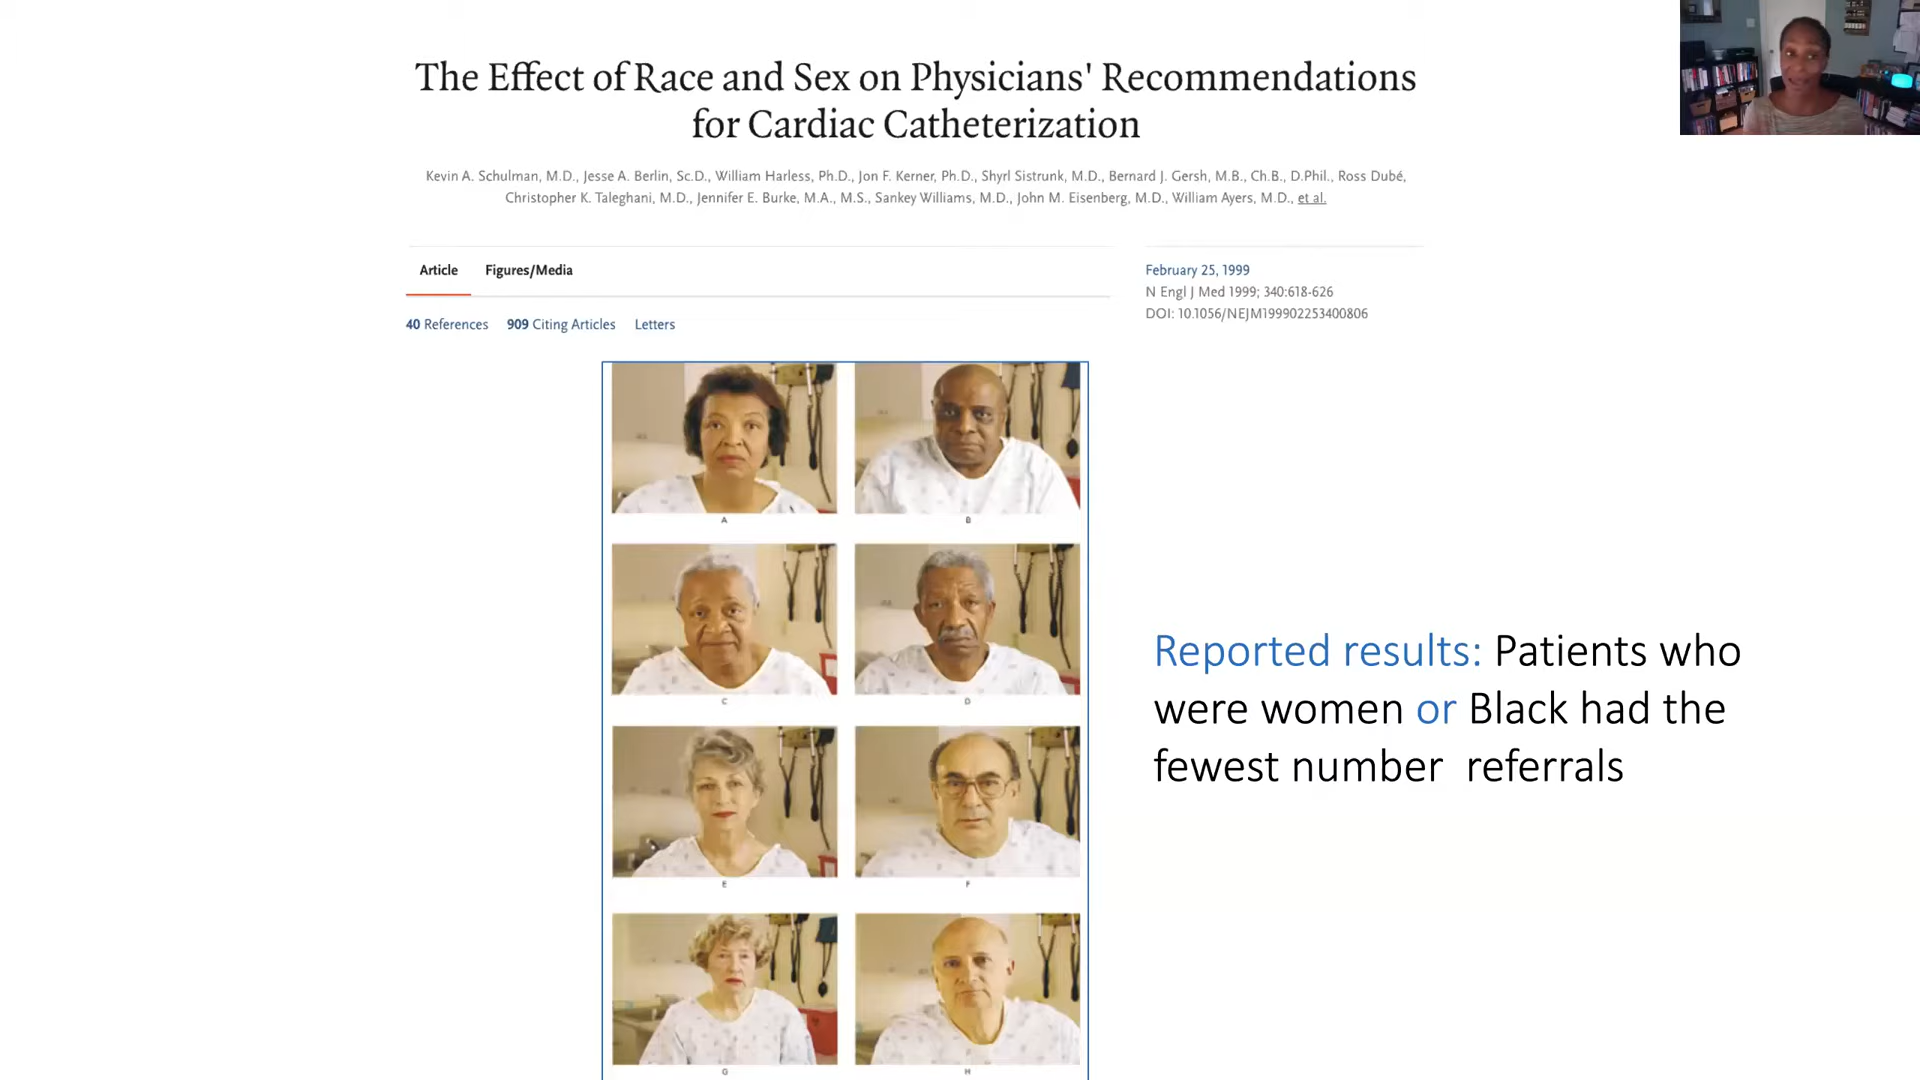 The Effect of Race and Sex on Physicians' Recommendations
for Cardiac Catheterization
Kevin A. Schulman, M.D., Jesse A. Berlin, Sc.D., William Harless, Ph.D., Jon F. Kerner, Ph.D., Shyrl Sistrunk, M.D., Bernard J. Gersh, M.B., Ch.B., D.Phil., Ross Dubé,
Christopher K. Taleghani, M.D., Jennifer E. Burke, M.A., M.S., Sankey Williams, M.D., John M. Eisenberg, M.D., William Ayers, M.D., et al.
Article Figures/Media
40 References 909 Citing Articles Letters
February 25, 1999
N Engl J Med 1999; 340:618-626
DOI: 10.1056/NEJM199902253400806
A B
C D
E F
G H
Reported results: Patients who
were women or Black had the
fewest number referrals